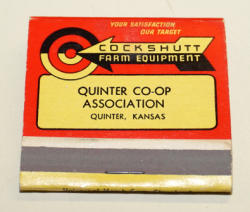 YOUR SATISFACTION
OUR TARGET
COCKSHUTT
FARM EQUIPMENT
QUINTER CO-OP
ASSOCIATION
QUINTER, KANSAS